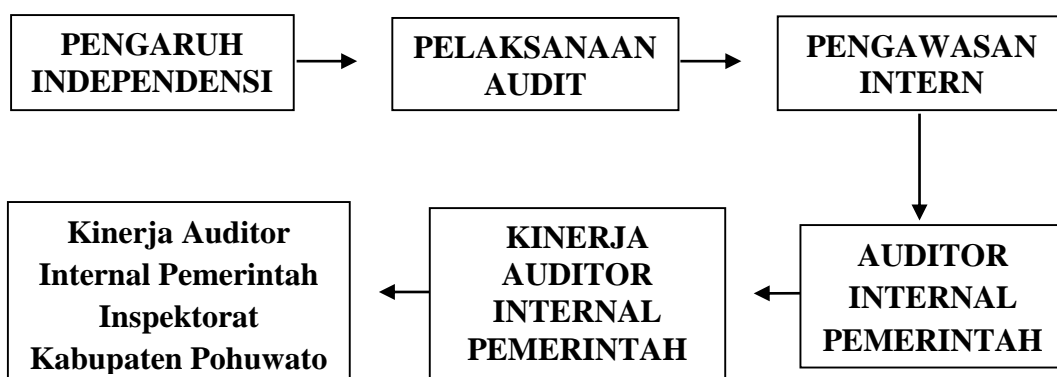 PENGARUH
INDEPENDENSI
PELAKSANAAN
AUDIT
PENGAWASAN
INTERN
AUDITOR
INTERNAL
PEMERINTAH
KINERJA
AUDITOR
INTERNAL
PEMERINTAH
Kinerja Auditor
Internal Pemerintah
Inspektorat
Kabupaten Pohuwato